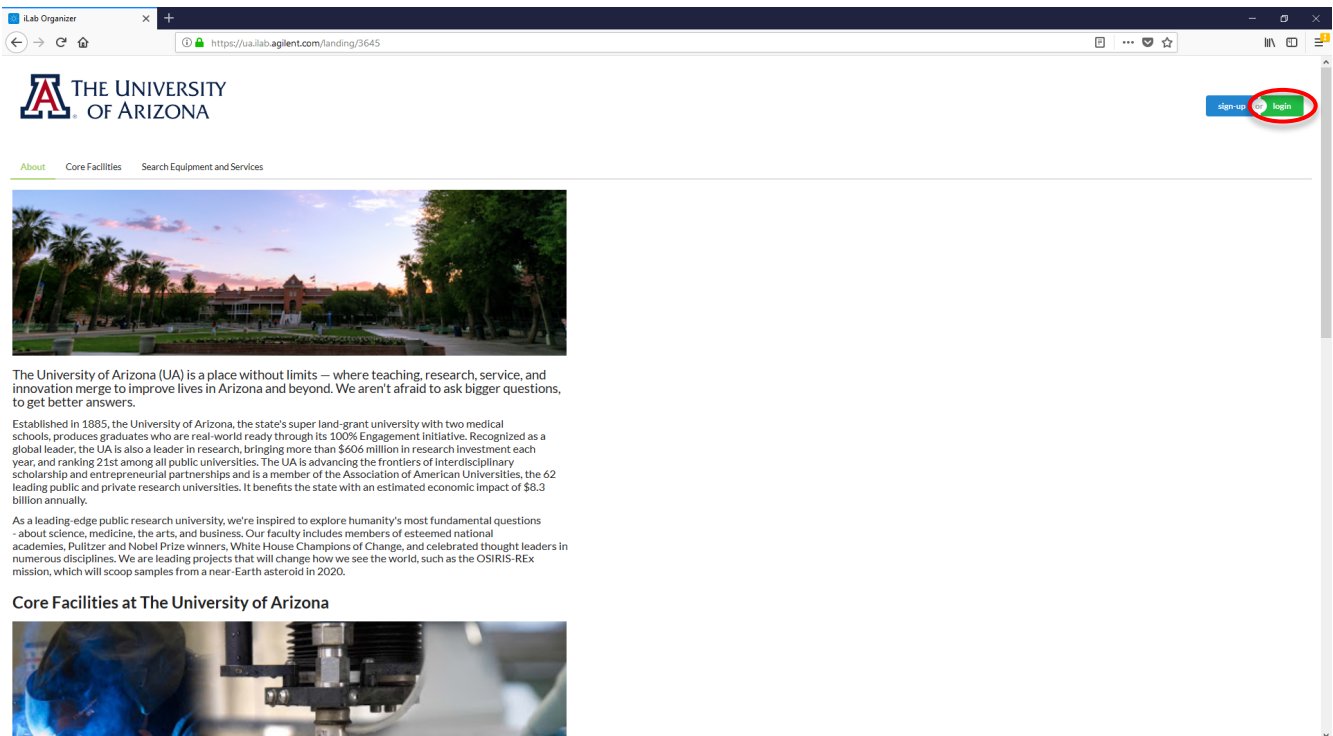 iLab Organizer
https://ua.ilab.agilent.com/landing/3645
THE UNIVERSITY
OF ARIZONA
sign-up or login
About Core Facilities Search Equipment and Services
The University of Arizona (UA) is a place without limits — where teaching, research, service, and
innovation merge to improve lives in Arizona and beyond. We aren't afraid to ask bigger questions,
to get better answers.
Established in 1885, the University of Arizona, the state's super land-grant university with two medical
schools, produces graduates who are real-world ready through its 100% Engagement initiative. Recognized as a
global leader, the UA is also a leader in research, bringing more than $606 million in research investment each
year, and ranking 21st among all public universities. The UA is advancing the frontiers of interdisciplinary
scholarship and entrepreneurial partnerships and is a member of the Association of American Universities, the 62
leading public and private research universities. It benefits the state with an estimated economic impact of $8.3
billion annually.
As a leading-edge public research university, we're inspired to explore humanity's most fundamental questions
- about science, medicine, the arts, and business. Our faculty includes members of esteemed national
academies, Pulitzer and Nobel Prize winners, White House Champions of Change, and celebrated thought leaders in
numerous disciplines. We are leading projects that will change how we see the world, such as the OSIRIS-REx
mission, which will scoop samples from a near-Earth asteroid in 2020.
Core Facilities at The University of Arizona